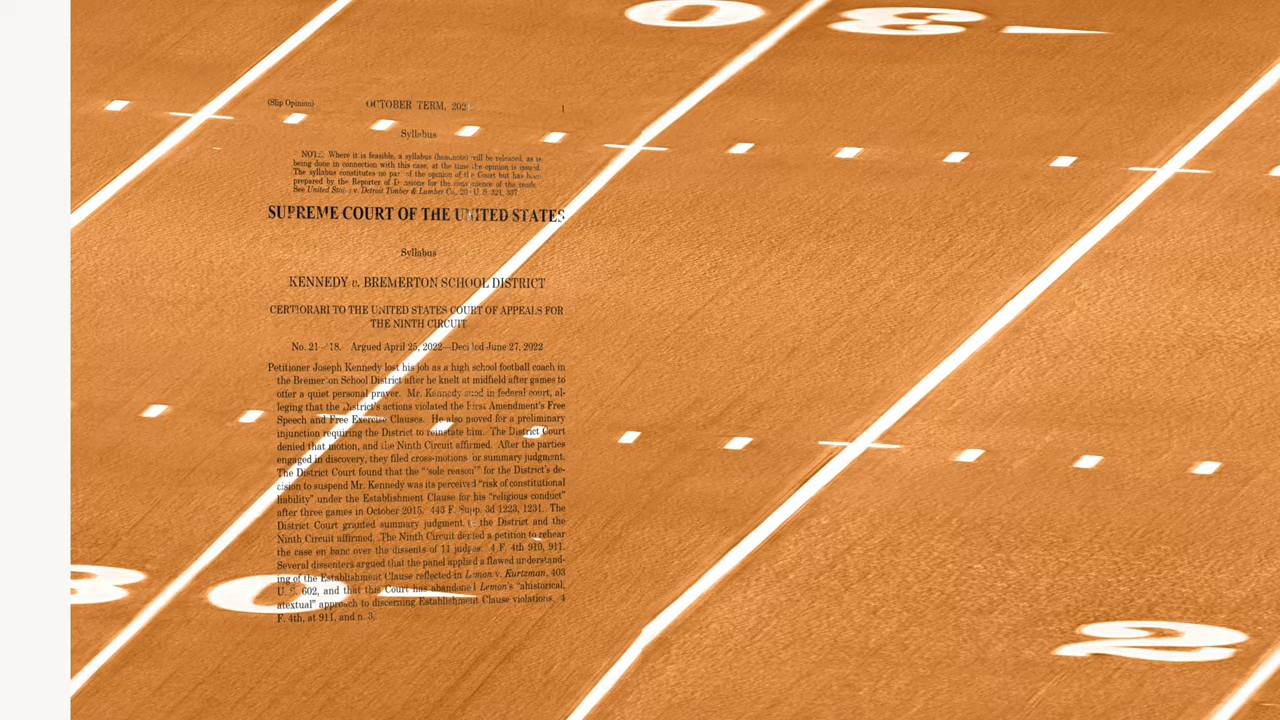 0 3
(Slip Opinion) OCTOBER TERM, 1
Syllabus
NOTE: Where it is feasible, a syllabus (headnote) will be released, as is
being done in connection with this case, at the time the opinion is issued.
The syllabus constitutes no part of the opinion of the Court but has been
prepared by the Reporter of Decisions for the convenience of the reader.
See United States v. Detroit Timber & Lumber Co., U. S. 321, 337.
SUPREME COURT OF THE UNITED STATES
Syllabus
KENNEDY v. BREMERTON SCHOOL DISTRICT
CERTIORARI TO THE UNITED STATES COURT OF APPEALS FOR
THE NINTH CIRCUIT
No. Argued April 25, 2022—Decided June 27, 2022
Petitioner Joseph Kennedy lost his job as a high school football coach in
the Bremerton School District after he knelt at midfield after games to
offer a quiet personal prayer. Mr. Kennedy sued in federal court, al-
leging that the District's actions violated the First Amendment's Free
Speech and Free Exercise Clauses. He also moved for a preliminary
injunction requiring the District to reinstate him. The District Court
denied that motion, and the Ninth Circuit affirmed. After the parties
engaged in discovery, they filed cross-motions for summary judgment.
The District Court found that the "'sole reason'" for the District's de-
cision to suspend Mr. Kennedy was its perceived "risk of constitutional
liability" under the Establishment Clause for his "religious conduct"
after three games in October 2015. 443 F. Supp. 3d 1223, 1231. The
District Court granted summary judgment to the District and the
Ninth Circuit affirmed. The Ninth Circuit denied a petition to rehear
the case en banc over the dissents of 11 judges. 4 F. 4th 910, 911.
Several dissenters argued that the panel applied a flawed understand-
ing of the Establishment Clause reflected in Lemon v. Kurtzman, 403
U. S. 602, and that this Court has abandoned Lemon's "ahistorical,
atextual" approach to discerning Establishment Clause violations. 4
F. 4th, at 911, and n. 3.
3 0
2